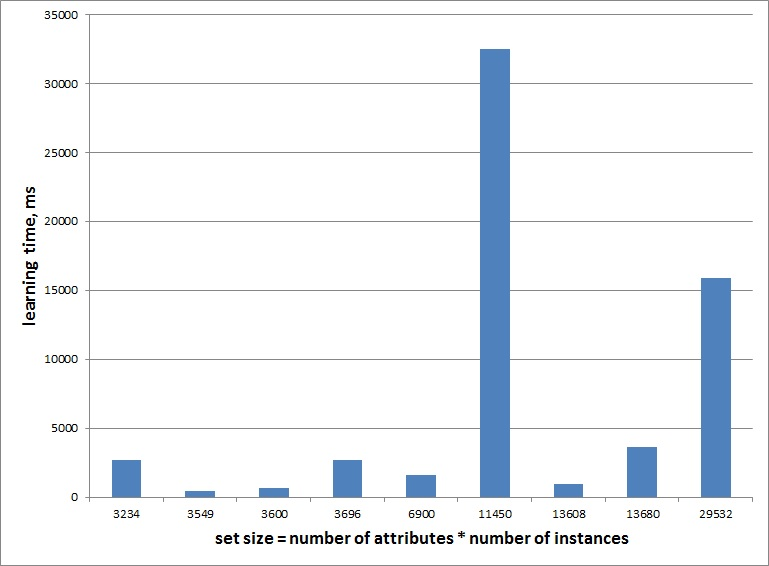 35000
30000
25000
20000
15000
10000
5000
0
learning time, ms
3234 3549 3600 3696 6900 11450 13608 13680 29532
set size = number of attributes * number of instances